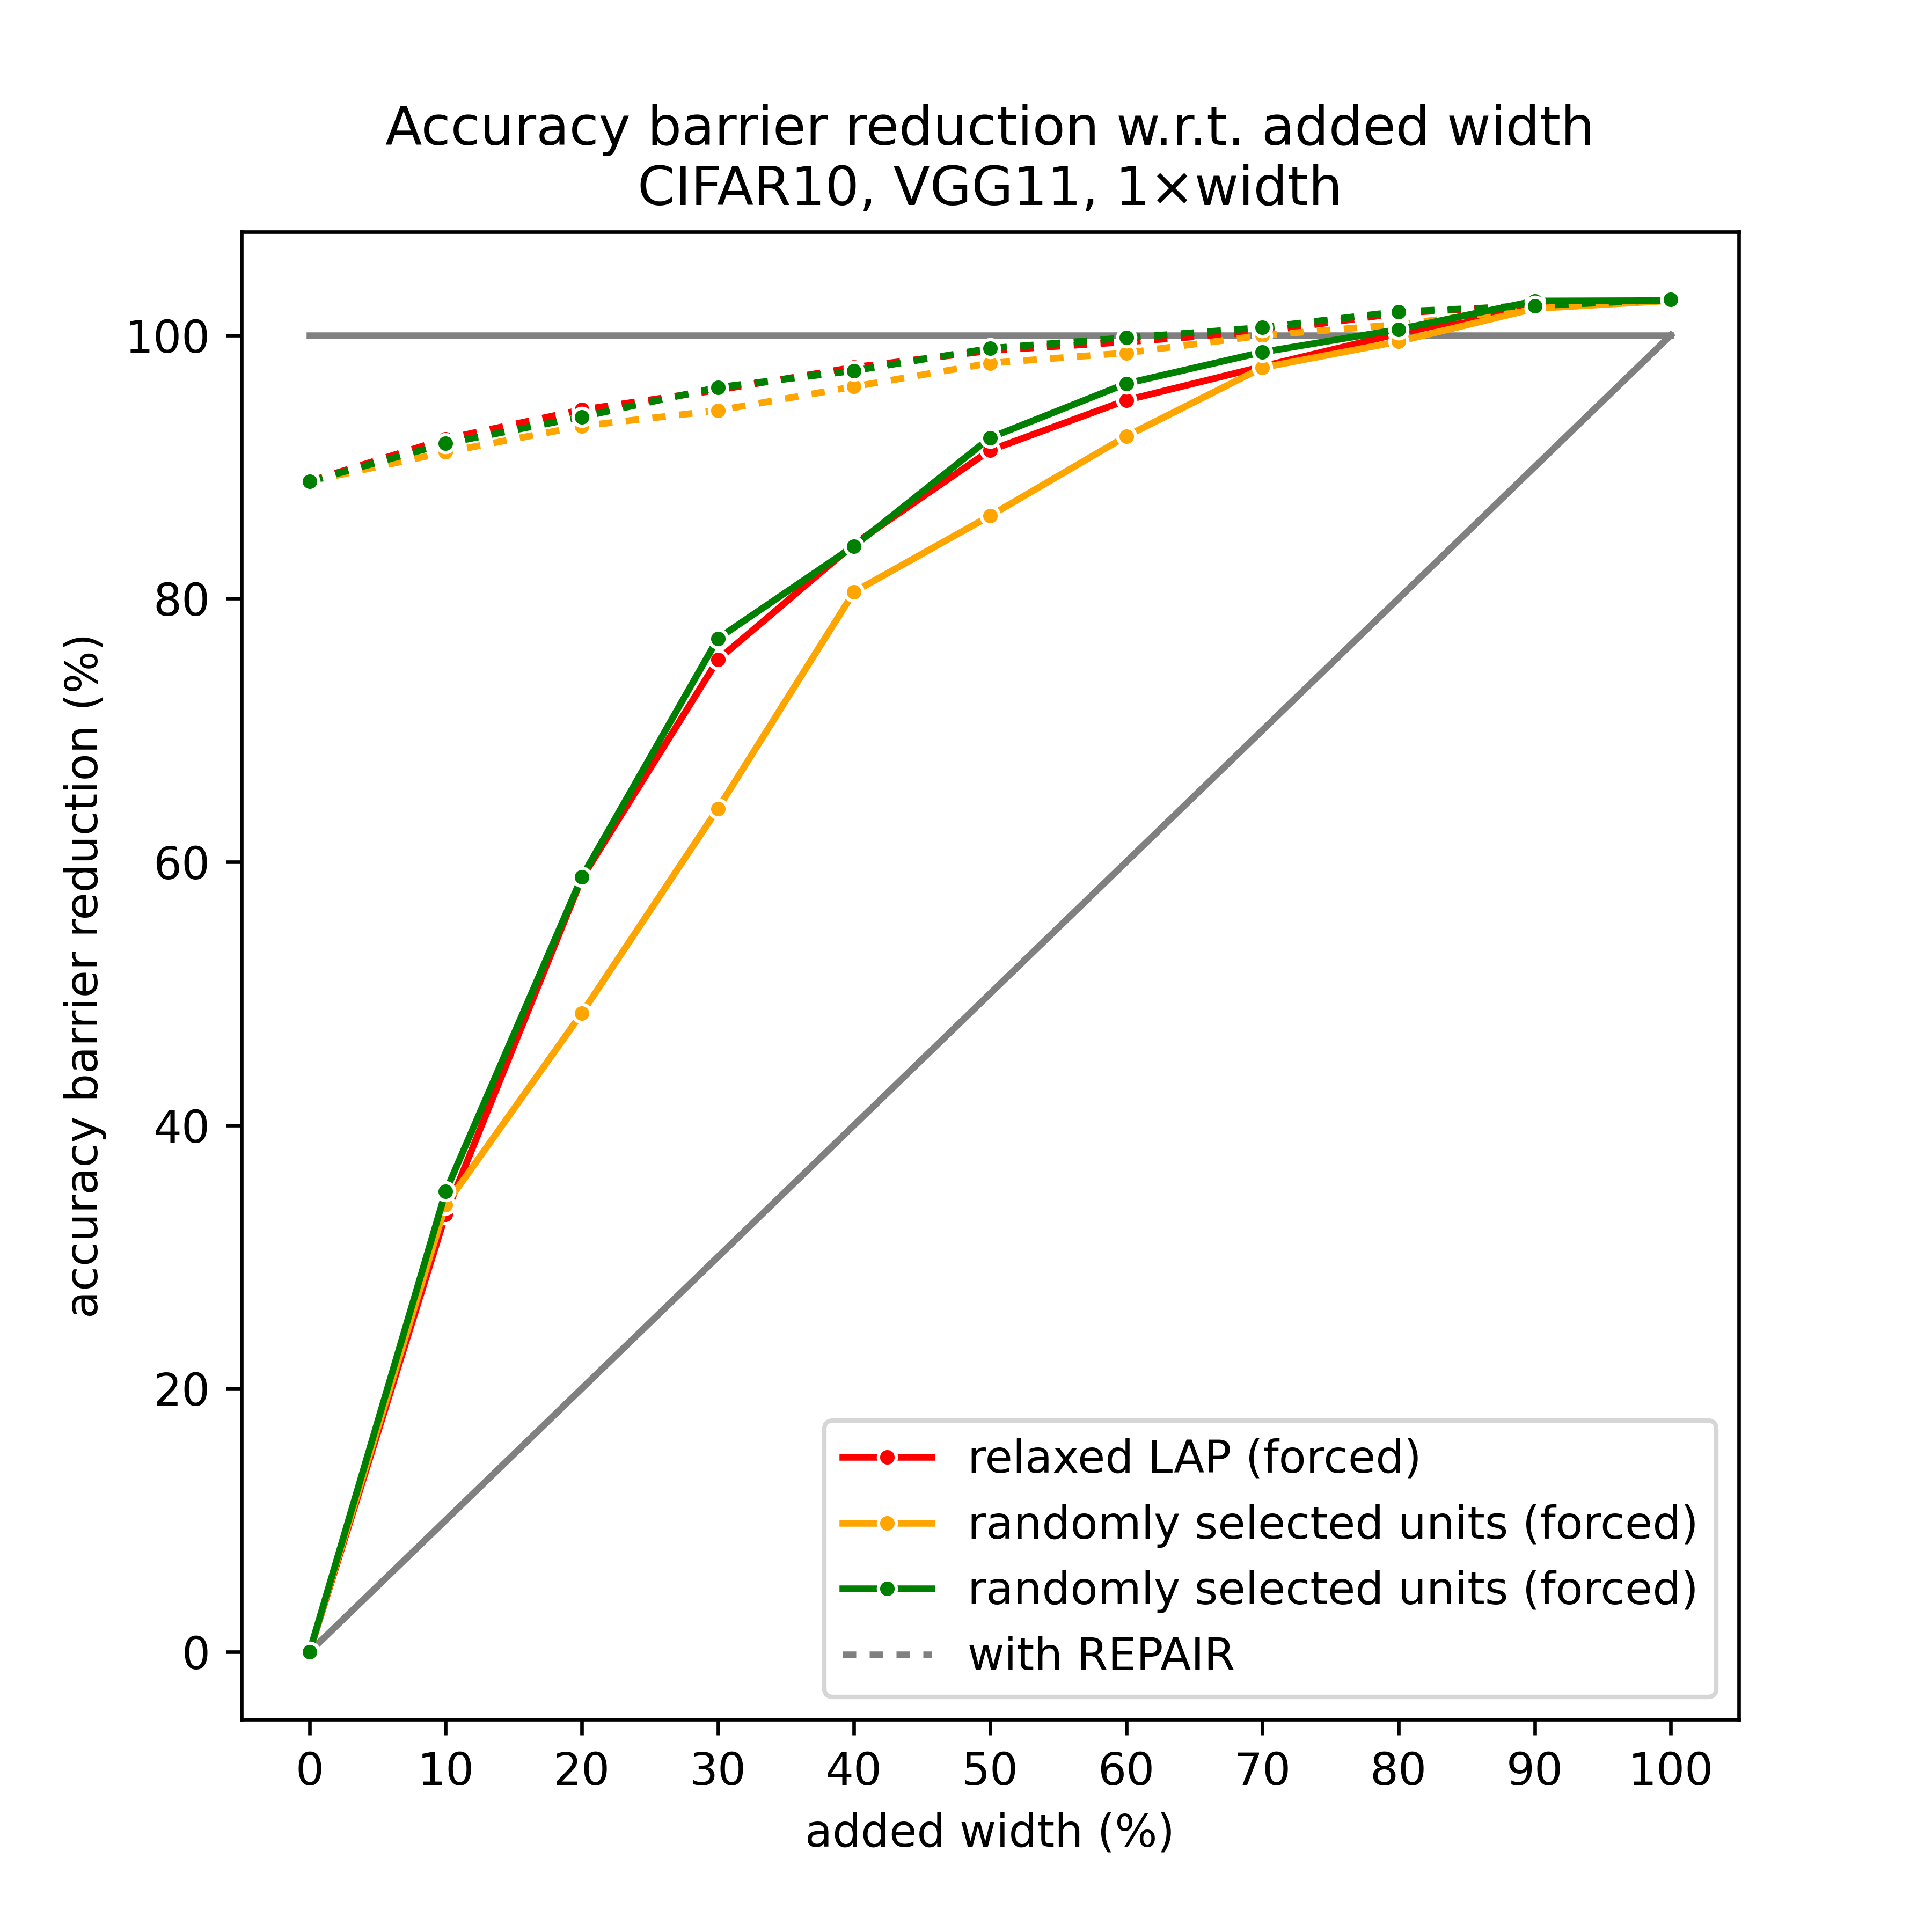 Accuracy barrier reduction w.r.t. added width
CIFAR10, VGG11, 1×width
accuracy barrier reduction (%)
100
80
60
40
20
0
relaxed LAP (forced)
randomly selected units (forced)
randomly selected units (forced)
with REPAIR
0 10 20 30 40 50 60 70 80 90 100
added width (%)